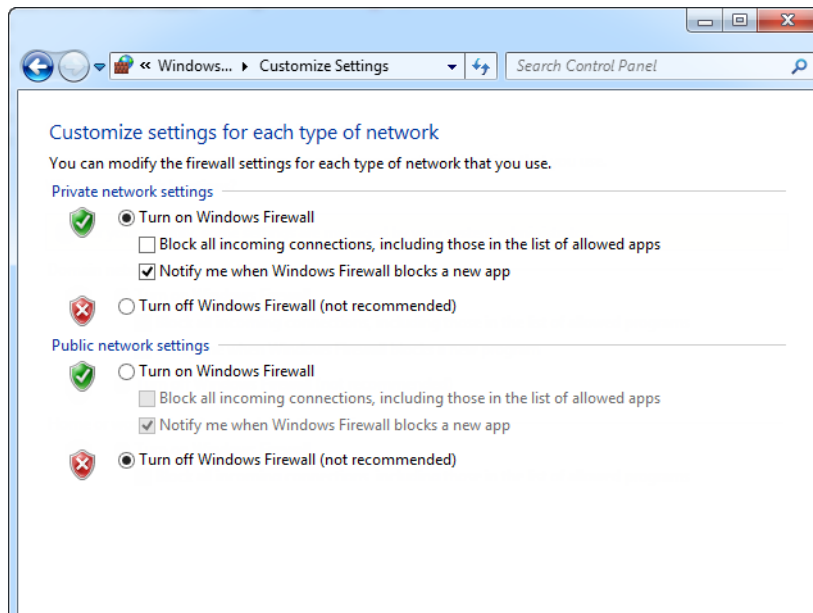 « Windows... ▸ Customize Settings
Search Control Panel
Customize settings for each type of network
You can modify the firewall settings for each type of network that you use.
Private network settings
Turn on Windows Firewall
Block all incoming connections, including those in the list of allowed apps
Notify me when Windows Firewall blocks a new app
Turn off Windows Firewall (not recommended)
Public network settings
Turn on Windows Firewall
Block all incoming connections, including those in the list of allowed apps
Notify me when Windows Firewall blocks a new app
Turn off Windows Firewall (not recommended)